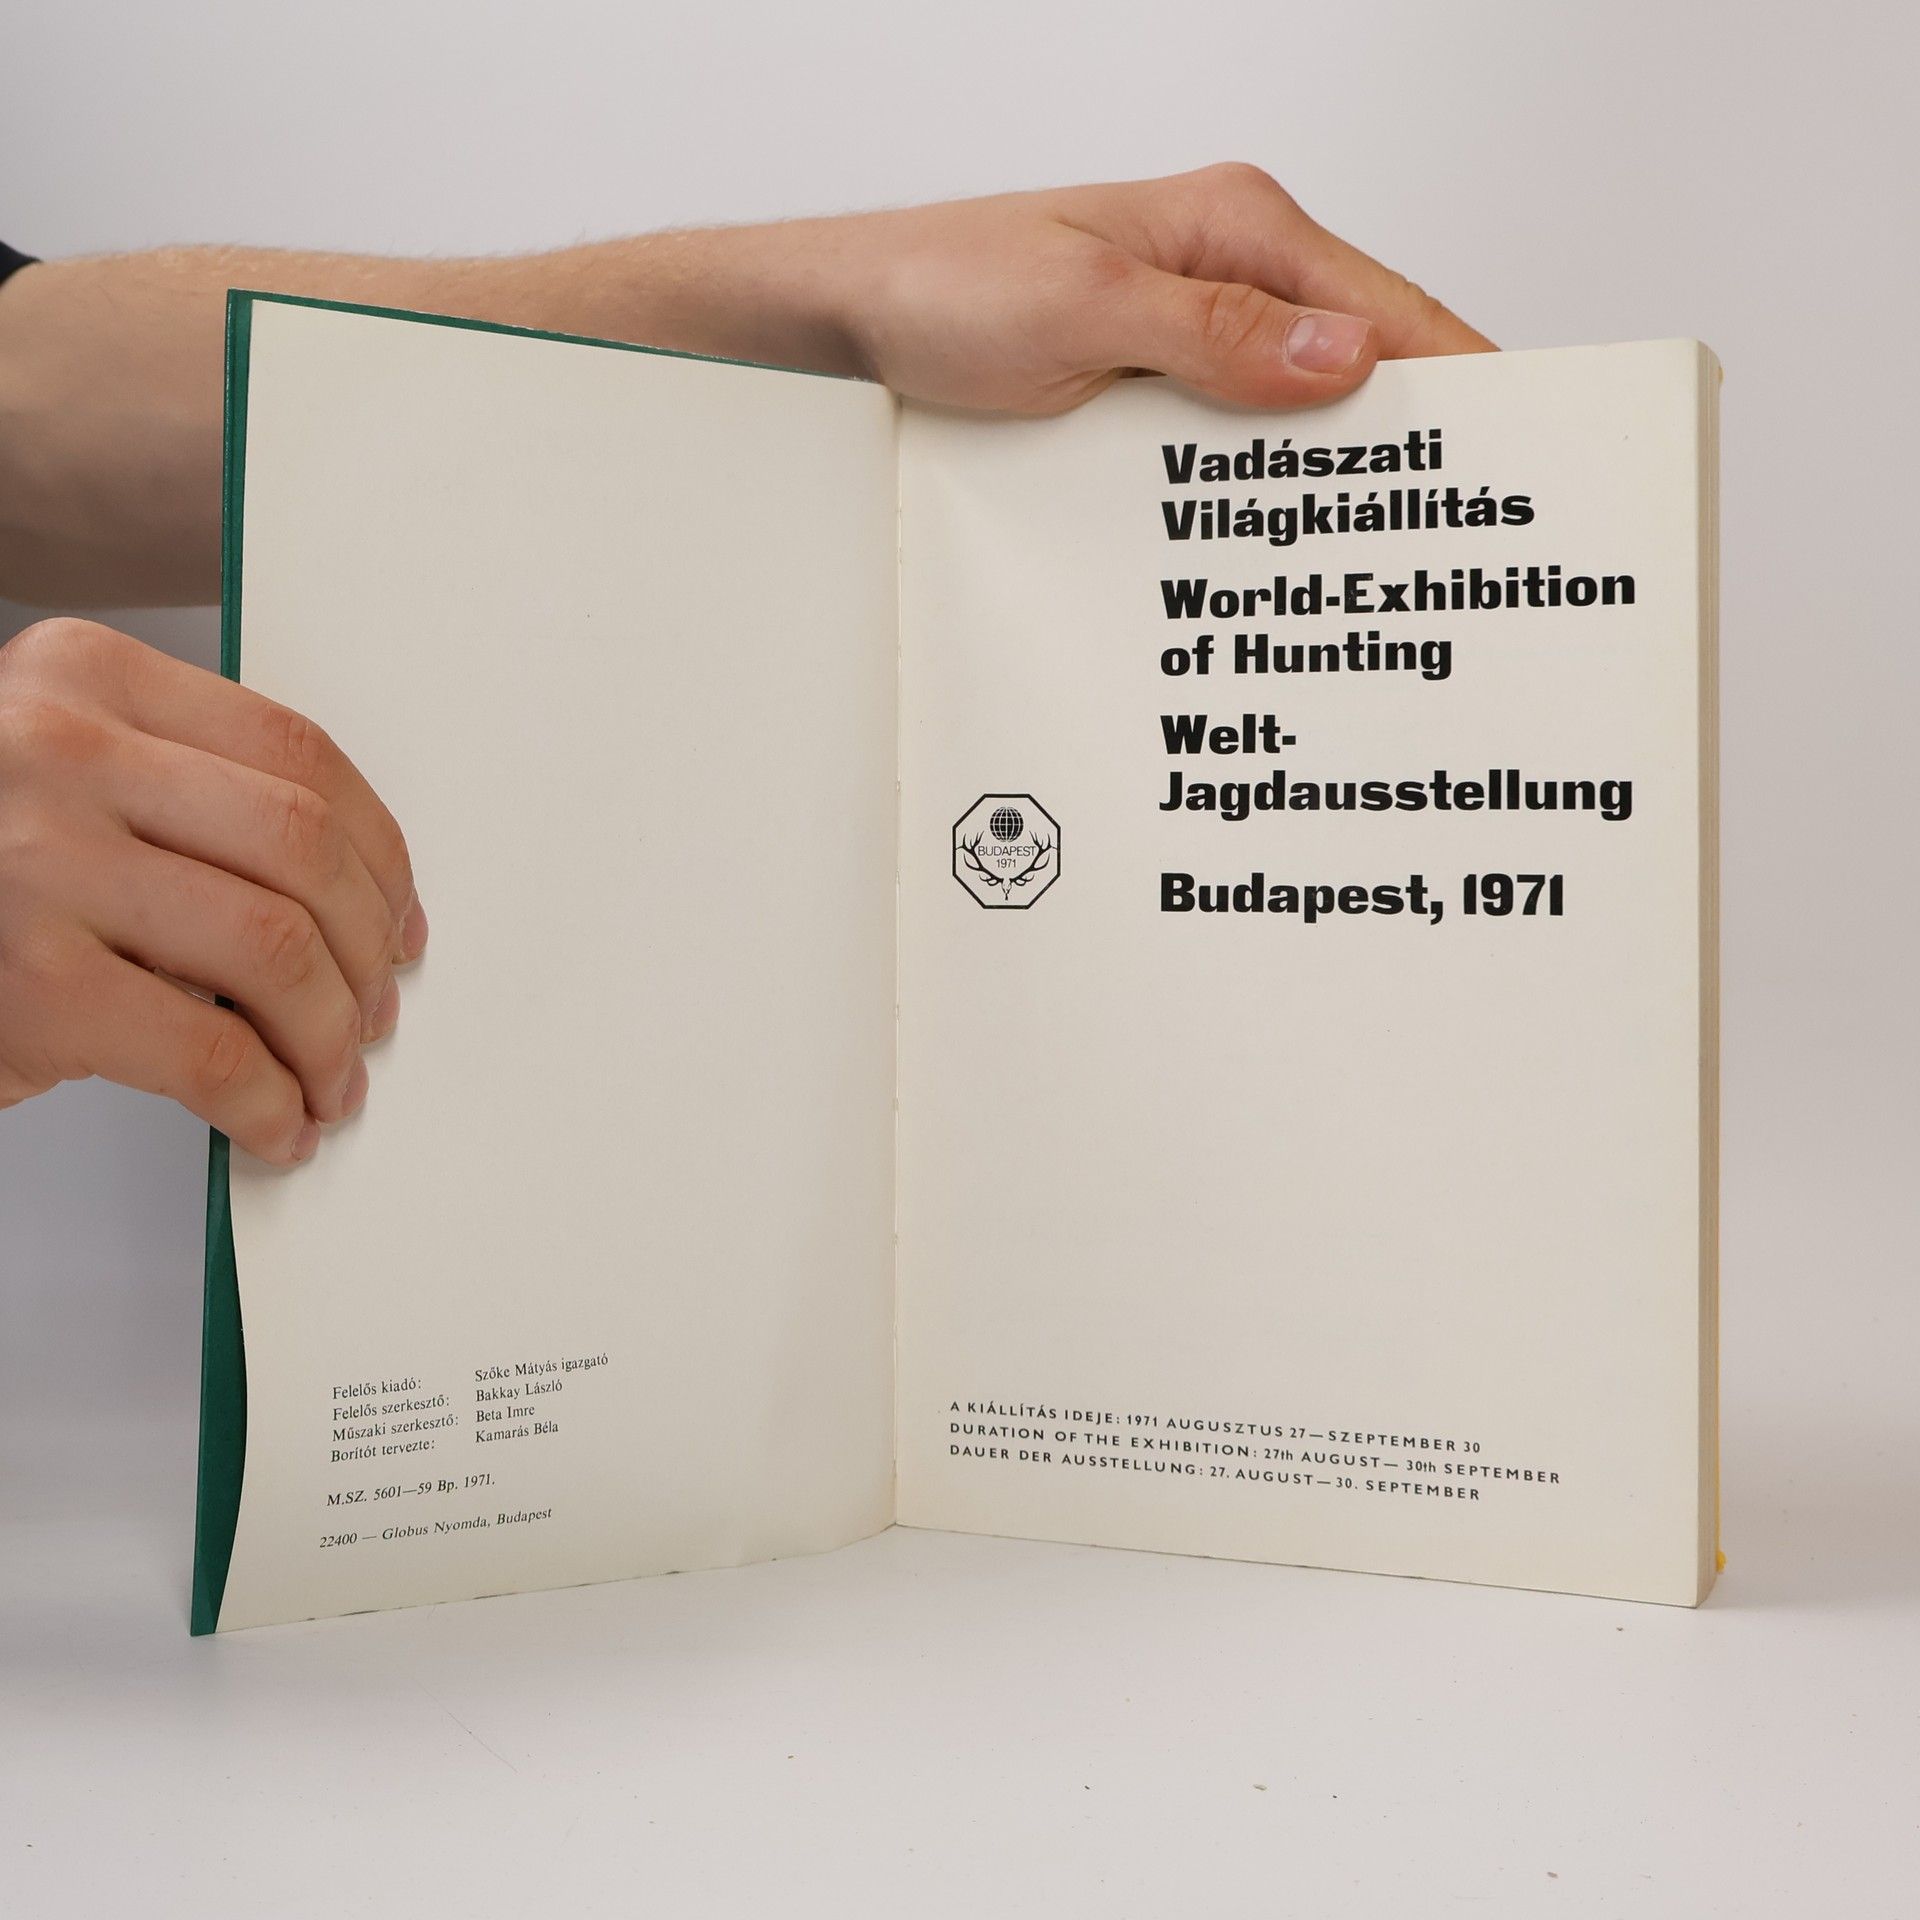 Felelős kiadó: Szőke Mátyás igazgató
Felelős szerkesztő: Bakkay László
Műszaki szerkesztő: Beta Imre
Borítót tervezte: Kamarás Béla
M.SZ. 5601—59 Bp. 1971.
22400 — Globus Nyomda, Budapest
Vadászati
Világkiállítás
World-Exhibition
of Hunting
Welt-
Jagdausstellung
BUDAPEST
1971
Budapest, 1971
A KIÁLLÍTÁS IDEJE: 1971 AUGUSZTUS 27—SZEPTEMBER 30
DURATION OF THE EXHIBITION: 27th AUGUST— 30th SEPTEMBER
DAUER DER AUSSTELLUNG: 27. AUGUST—30. SEPTEMBER